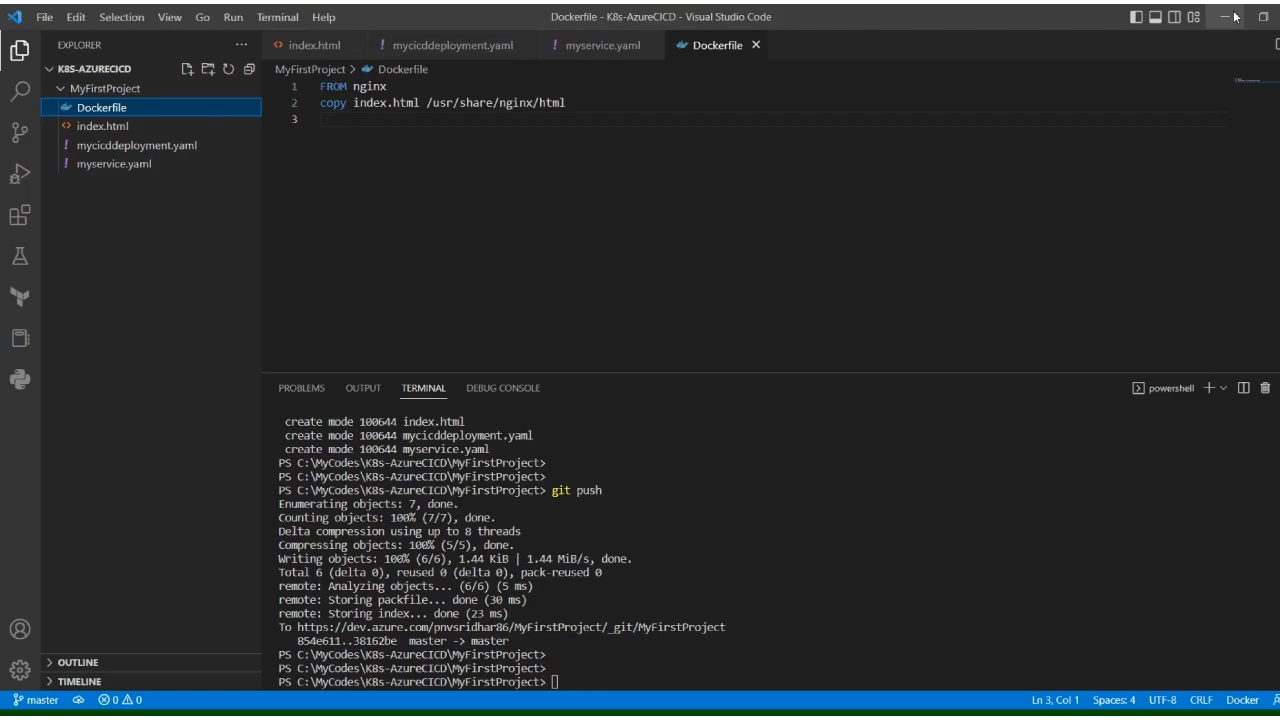 File Edit Selection View Go Run Terminal Help
Dockerfile - K8s-AzureCICD - Visual Studio Code
EXPLORER
K8S-AZURECICD
MyFirstProject
Dockerfile
index.html
mycicddeployment.yaml
myservice.yaml
OUTLINE
TIMELINE
index.html mycicddeployment.yaml myservice.yaml Dockerfile
MyFirstProject > Dockerfile
1 FROM nginx
2 copy index.html /usr/share/nginx/html
3
PROBLEMS OUTPUT TERMINAL DEBUG CONSOLE
powershell
create mode 100644 index.html
create mode 100644 mycicddeployment.yaml
create mode 100644 myservice.yaml
PS C:\MyCodes\K8s-AzureCICD\MyFirstProject>
PS C:\MyCodes\K8s-AzureCICD\MyFirstProject>
PS C:\MyCodes\K8s-AzureCICD\MyFirstProject> git push
Enumerating objects: 7, done.
Counting objects: 100% (7/7), done.
Delta compression using up to 8 threads
Compressing objects: 100% (5/5), done.
Writing objects: 100% (6/6), 1.44 KiB | 1.44 MiB/s, done.
Total 6 (delta 0), reused 0 (delta 0), pack-reused 0
remote: Analyzing objects... (6/6) (5 ms)
remote: Storing packfile... done (30 ms)
remote: Storing index... done (23 ms)
To https://dev.azure.com/pnvsridhar86/MyFirstProject/_git/MyFirstProject
854e611..38162be master -> master
PS C:\MyCodes\K8s-AzureCICD\MyFirstProject>
PS C:\MyCodes\K8s-AzureCICD\MyFirstProject>
PS C:\MyCodes\K8s-AzureCICD\MyFirstProject>
master 0 0 Ln 3, Col 1 Spaces: 4 UTF-8 CRLF Docker